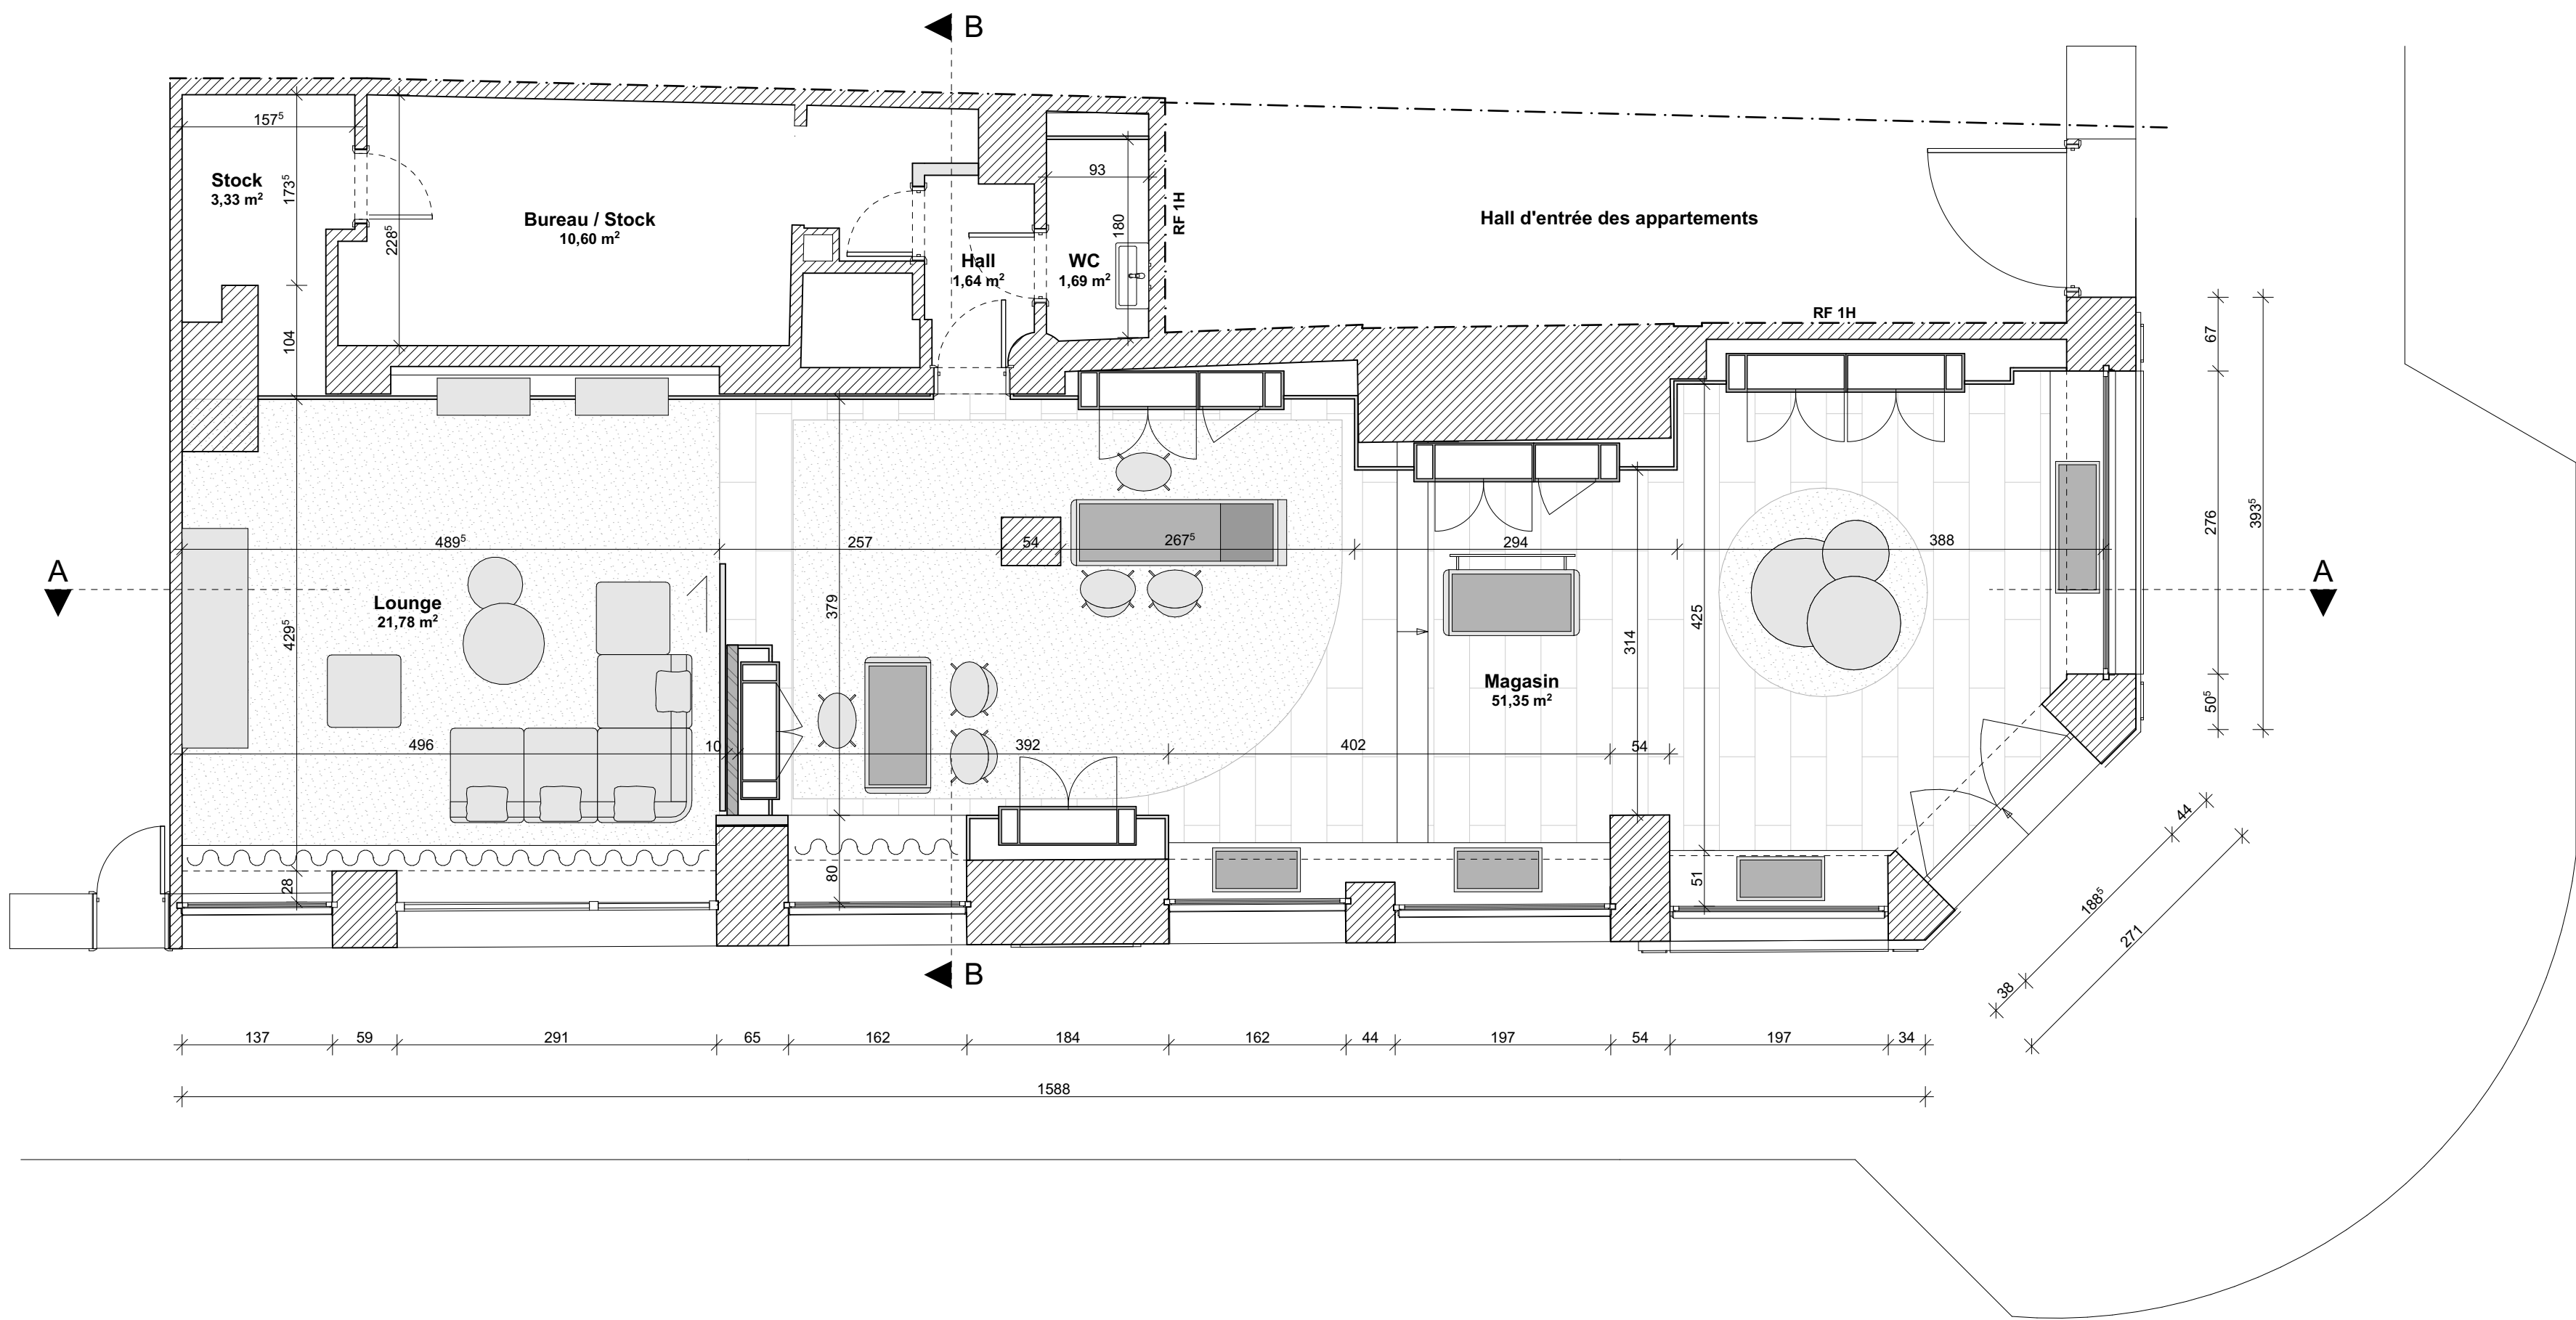 B
157⁵
Stock
3,33 m²
173⁵
228⁵
Bureau / Stock
10,60 m²
93
180
RF 1H
Hall d'entrée des appartements
Hall
1,64 m²
WC
1,69 m²
RF 1H
104
67
276
393⁵
50⁵
489⁵
257
54
267⁵
294
388
A
A
Lounge
21,78 m²
429⁵
379
425
314
Magasin
51,35 m²
496
10
392
402
54
28
80
51
44
188⁵
271
38
B
137
59
291
65
162
184
162
44
197
54
197
34
1588